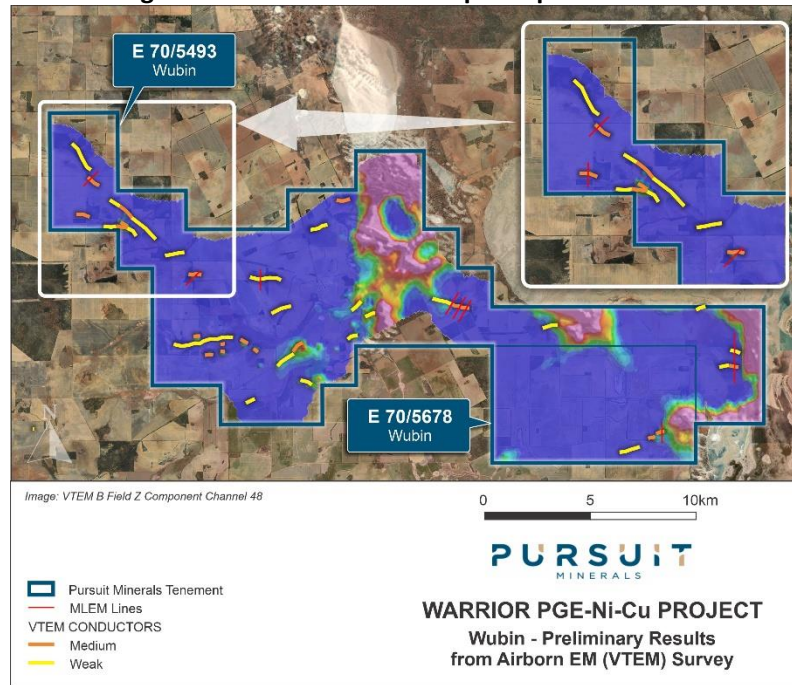 E 70/5493
Wubin
E 70/5678
Wubin
Image: VTEM B Field Z Component Channel 48
0 5 10km
PURSUIT
MINERALS
Pursuit Minerals Tenement
MLEM Lines
VTEM CONDUCTORS
Medium
Weak
WARRIOR PGE-Ni-Cu PROJECT
Wubin - Preliminary Results
from Airborn EM (VTEM) Survey